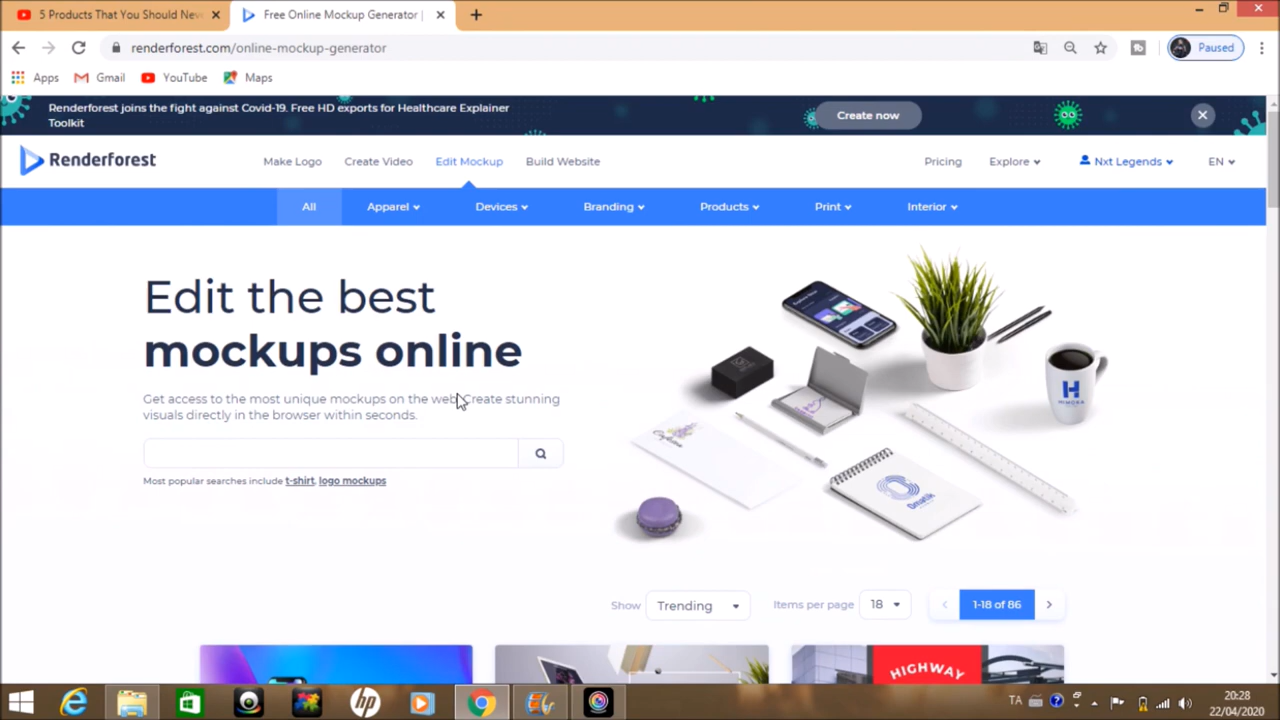 5 Products That You Should Nev
Free Online Mockup Generator |
renderforest.com/online-mockup-generator
Paused
Apps
Gmail
YouTube
Maps
Renderforest joins the fight against Covid-19. Free HD exports for Healthcare Explainer
Toolkit
Create now
Renderforest
Make Logo
Create Video
Edit Mockup
Build Website
Pricing
Explore
Nxt Legends
EN
All
Apparel
Devices
Branding
Products
Print
Interior
Edit the best
mockups online
Get access to the most unique mockups on the web. Create stunning
visuals directly in the browser within seconds.
Most popular searches include t-shirt, logo mockups
H
HIMORA
Show
Trending
Items per page
18
1-18 of 86
HIGHWAY
hp
TA
20:28
22/04/2020